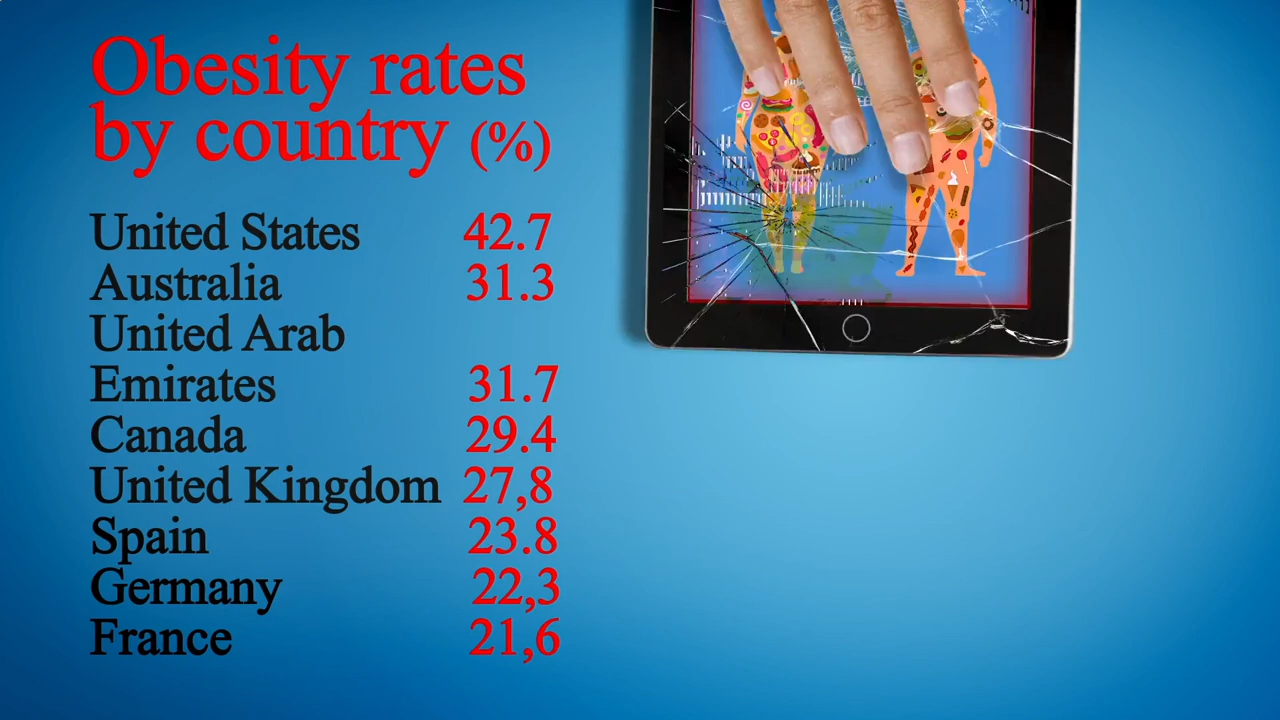 Obesity rates
by country (%)
United States 42.7
Australia 31.3
United Arab
Emirates 31.7
Canada 29.4
United Kingdom 27,8
Spain 23.8
Germany 22,3
France 21,6